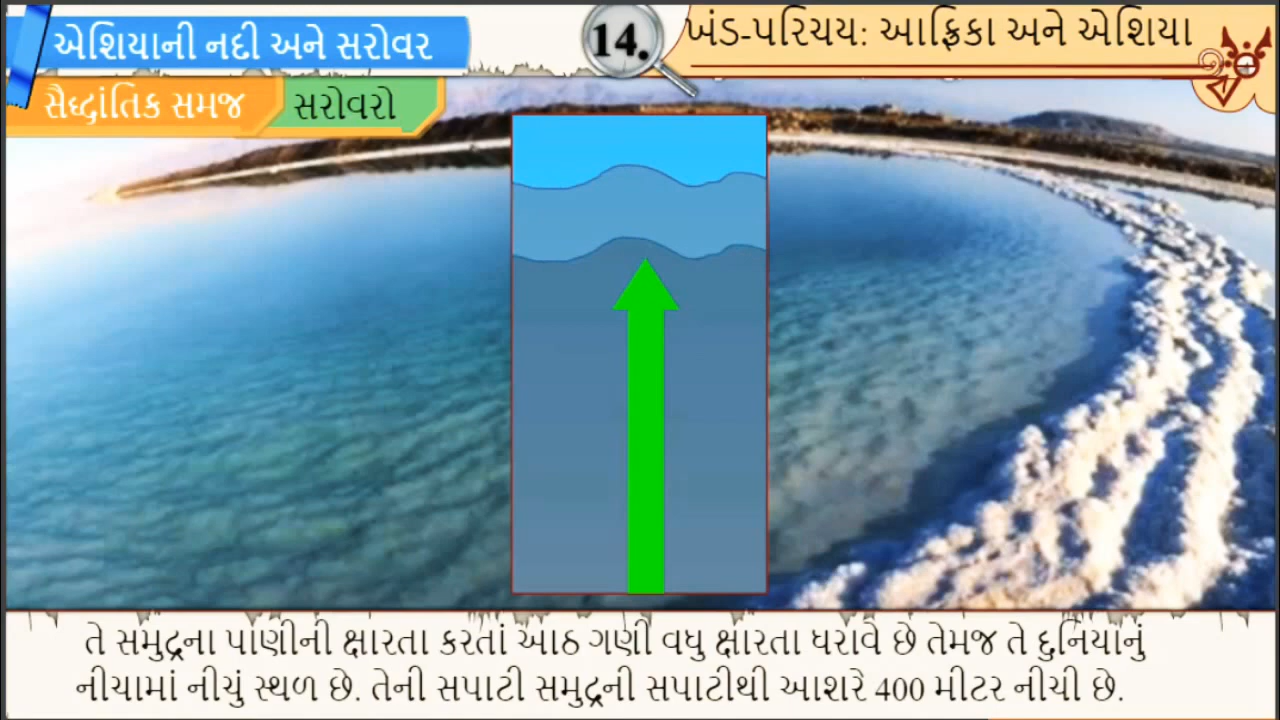 એશિયાની નદી અને સરોવર
14.
ખંડ-પરિચય: આફ્રિકા અને એશિયા
સૈદ્ધાંતિક સમજ
સરોવરો
તે સમુદ્રના પાણીની ક્ષારતા કરતાં આઠ ગણી વધુ ક્ષારતા ધરાવે છે તેમજ તે દુનિયાનું
નીચામાં નીચું સ્થળ છે. તેની સપાટી સમુદ્રની સપાટીથી આશરે 400 મીટર નીચી છે.